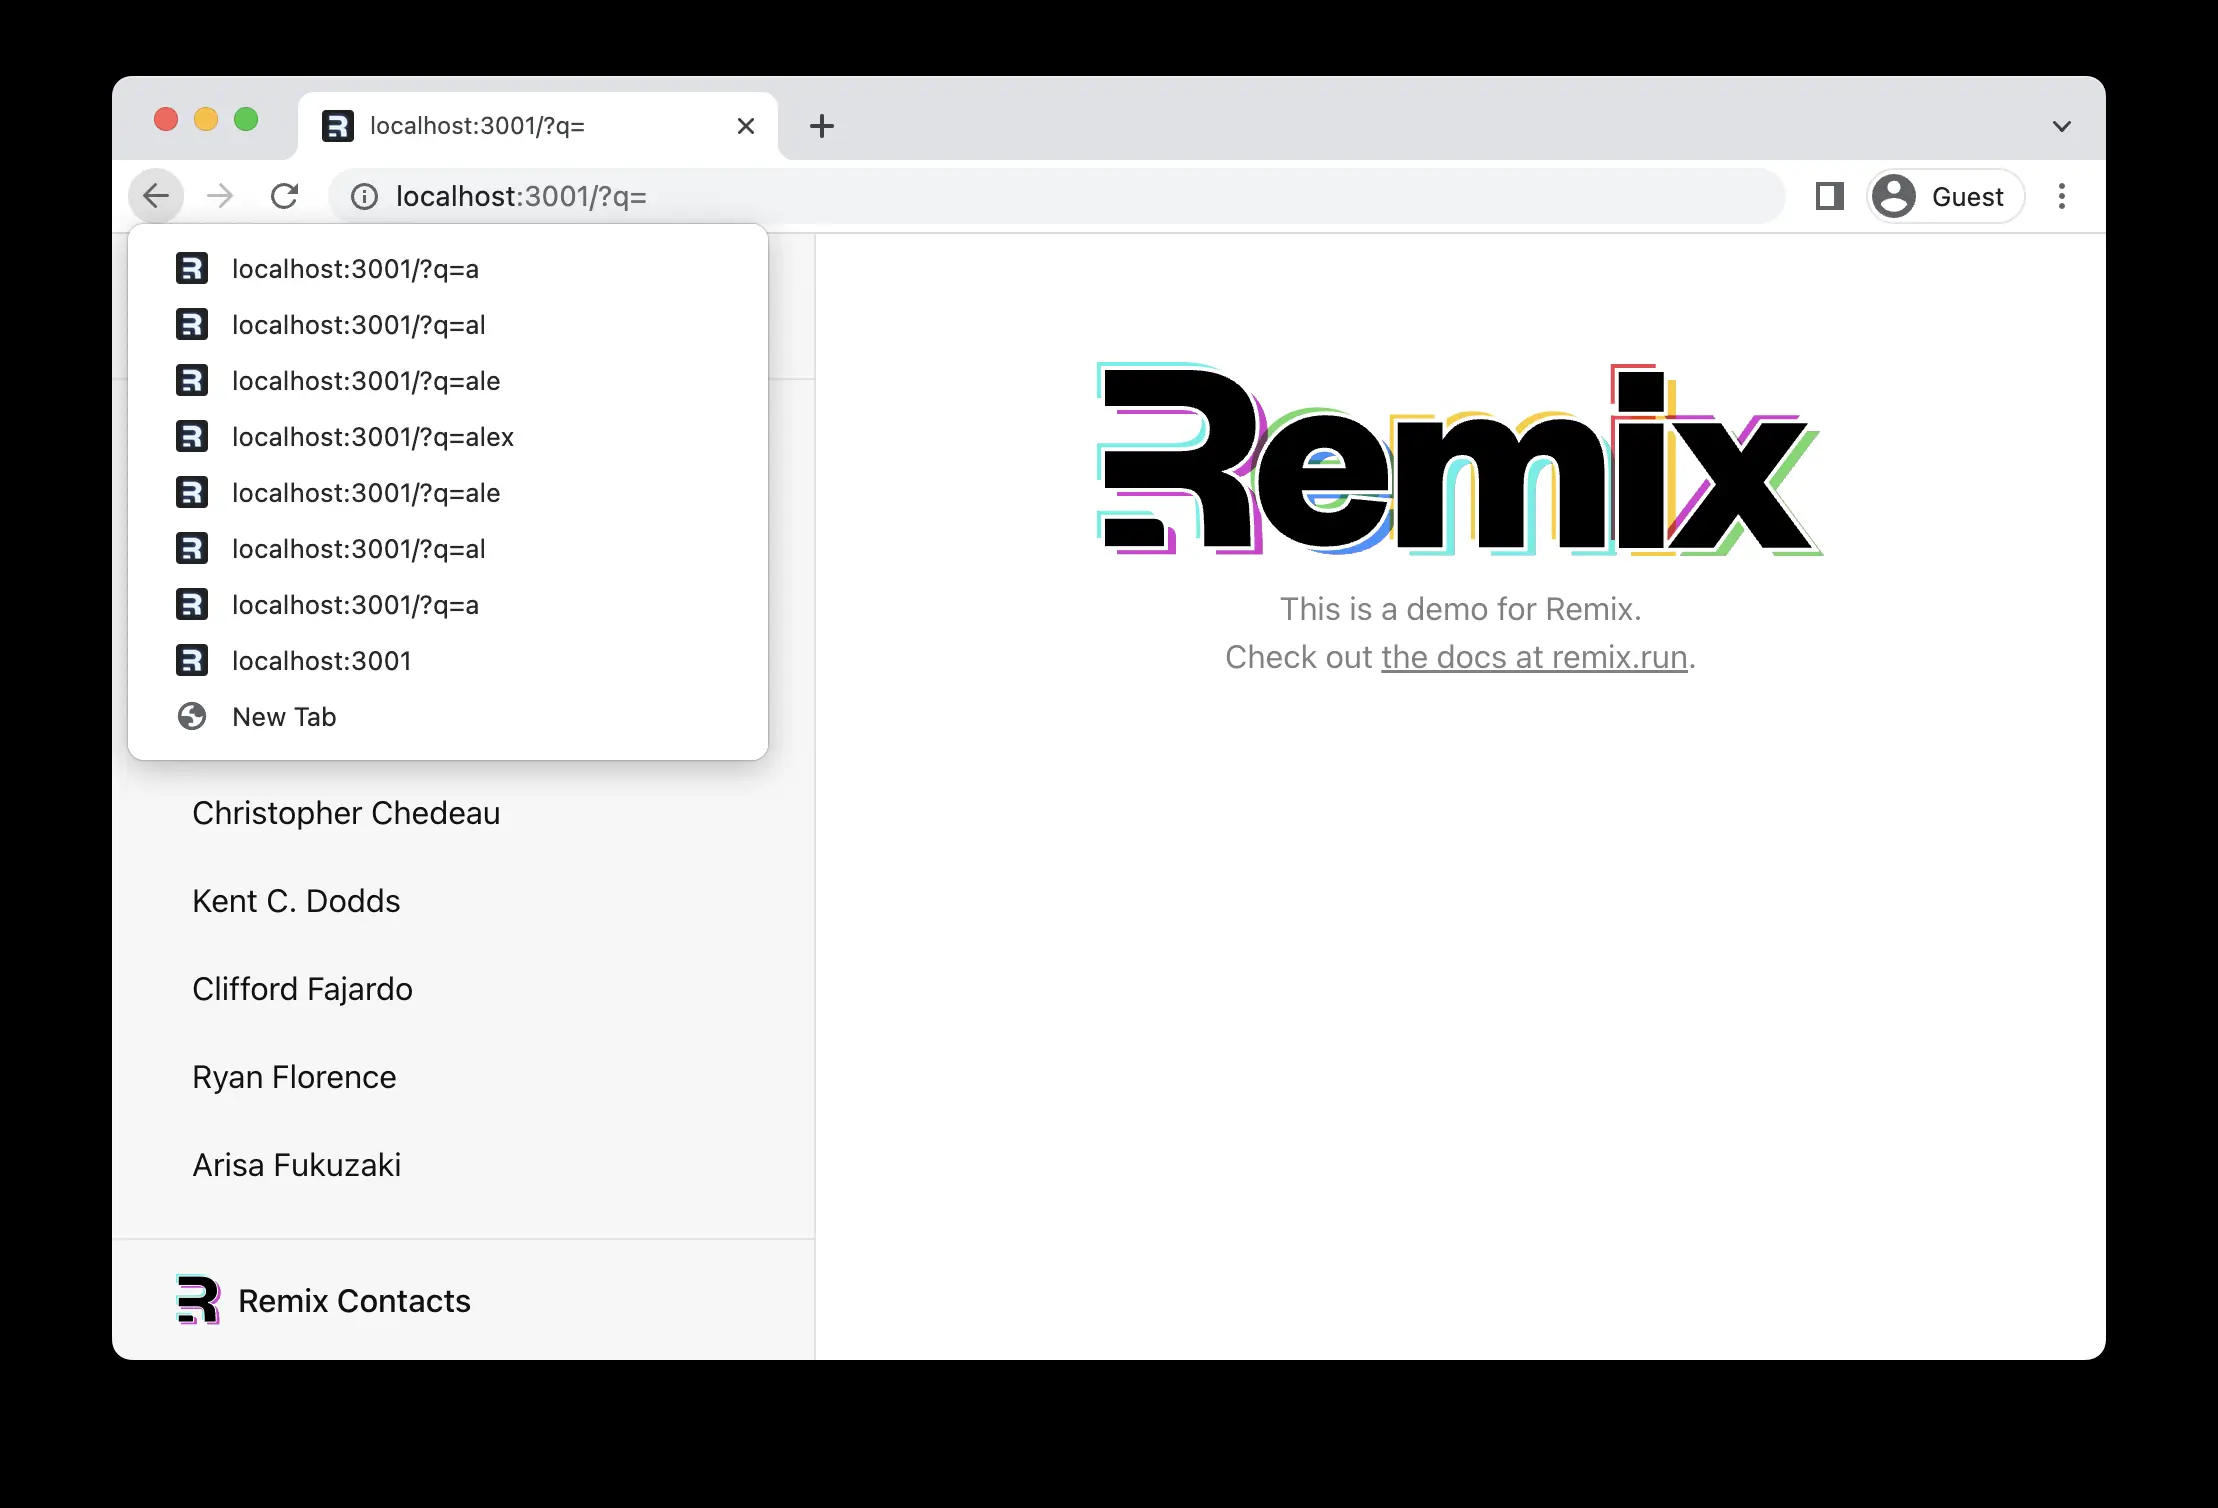 localhost:3001/?q=
localhost:3001/?q=
Guest
localhost:3001/?q=a
localhost:3001/?q=al
localhost:3001/?q=ale
localhost:3001/?q=alex
localhost:3001/?q=ale
localhost:3001/?q=al
localhost:3001/?q=a
localhost:3001
New Tab
Christopher Chedeau
Kent C. Dodds
Clifford Fajardo
Ryan Florence
Arisa Fukuzaki
Remix Contacts
Remix
This is a demo for Remix.
Check out the docs at remix.run.